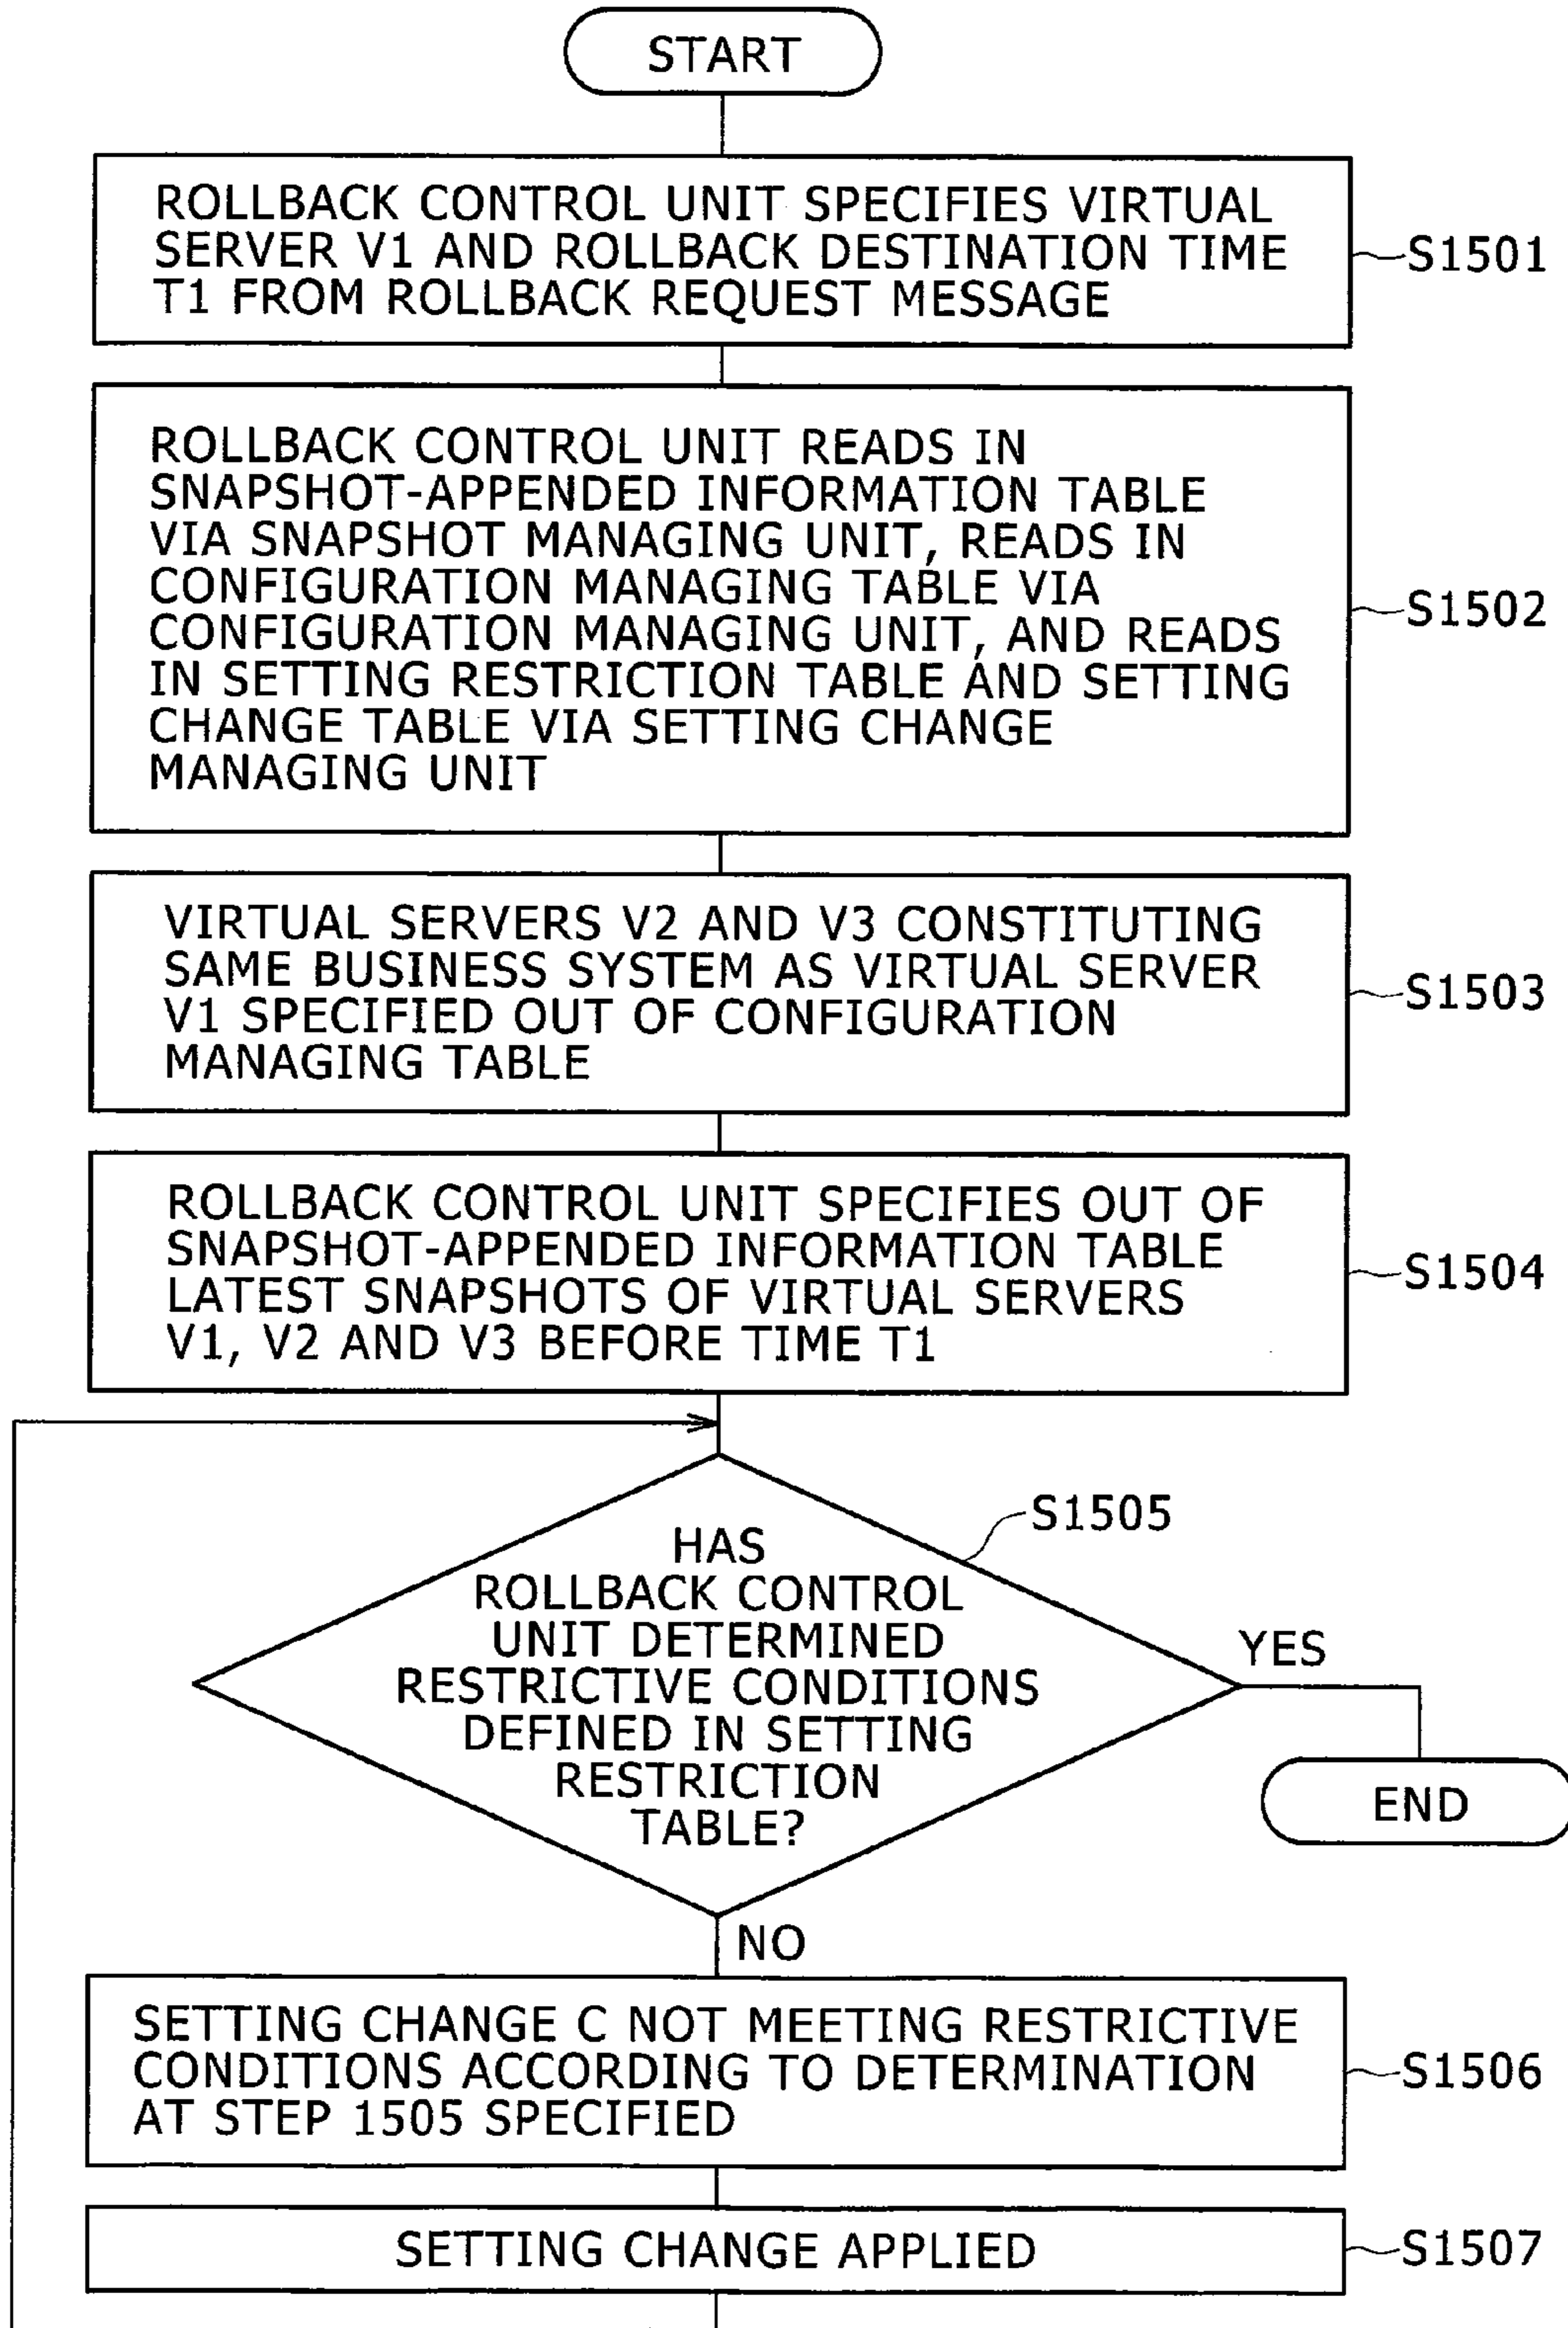 START
ROLLBACK CONTROL UNIT SPECIFIES VIRTUAL
SERVER V1 AND ROLLBACK DESTINATION TIME
T1 FROM ROLLBACK REQUEST MESSAGE
S1501
ROLLBACK CONTROL UNIT READS IN
SNAPSHOT-APPENDED INFORMATION TABLE
VIA SNAPSHOT MANAGING UNIT, READS IN
CONFIGURATION MANAGING TABLE VIA
CONFIGURATION MANAGING UNIT, AND READS
IN SETTING RESTRICTION TABLE AND SETTING
CHANGE TABLE VIA SETTING CHANGE
MANAGING UNIT
S1502
VIRTUAL SERVERS V2 AND V3 CONSTITUTING
SAME BUSINESS SYSTEM AS VIRTUAL SERVER
V1 SPECIFIED OUT OF CONFIGURATION
MANAGING TABLE
S1503
ROLLBACK CONTROL UNIT SPECIFIES OUT OF
SNAPSHOT-APPENDED INFORMATION TABLE
LATEST SNAPSHOTS OF VIRTUAL SERVERS
V1, V2 AND V3 BEFORE TIME T1
S1504
S1505
HAS
ROLLBACK CONTROL
UNIT DETERMINED
RESTRICTIVE CONDITIONS
DEFINED IN SETTING
RESTRICTION
TABLE?
YES
END
NO
SETTING CHANGE C NOT MEETING RESTRICTIVE
CONDITIONS ACCORDING TO DETERMINATION
AT STEP 1505 SPECIFIED
S1506
SETTING CHANGE APPLIED
S1507